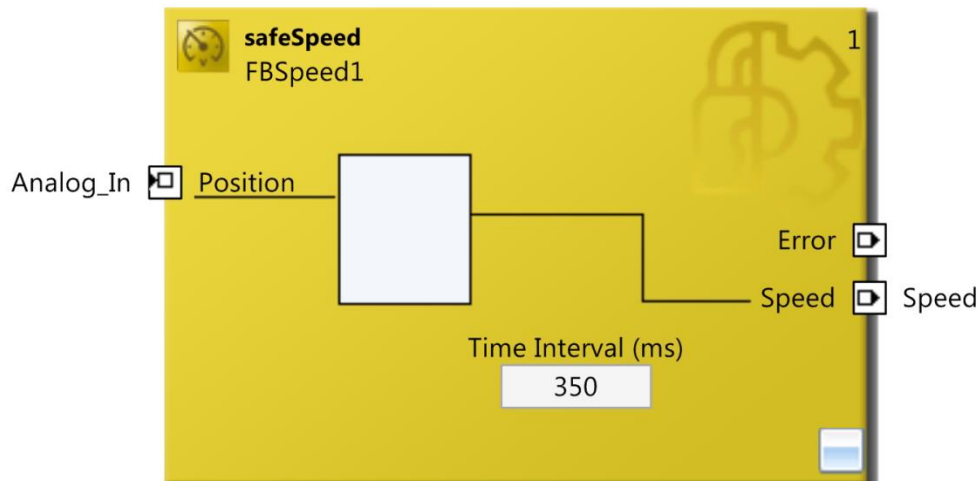 safeSpeed
FBSpeed1
1
Analog_In
Position
Error
Speed
Speed
Time Interval (ms)
350